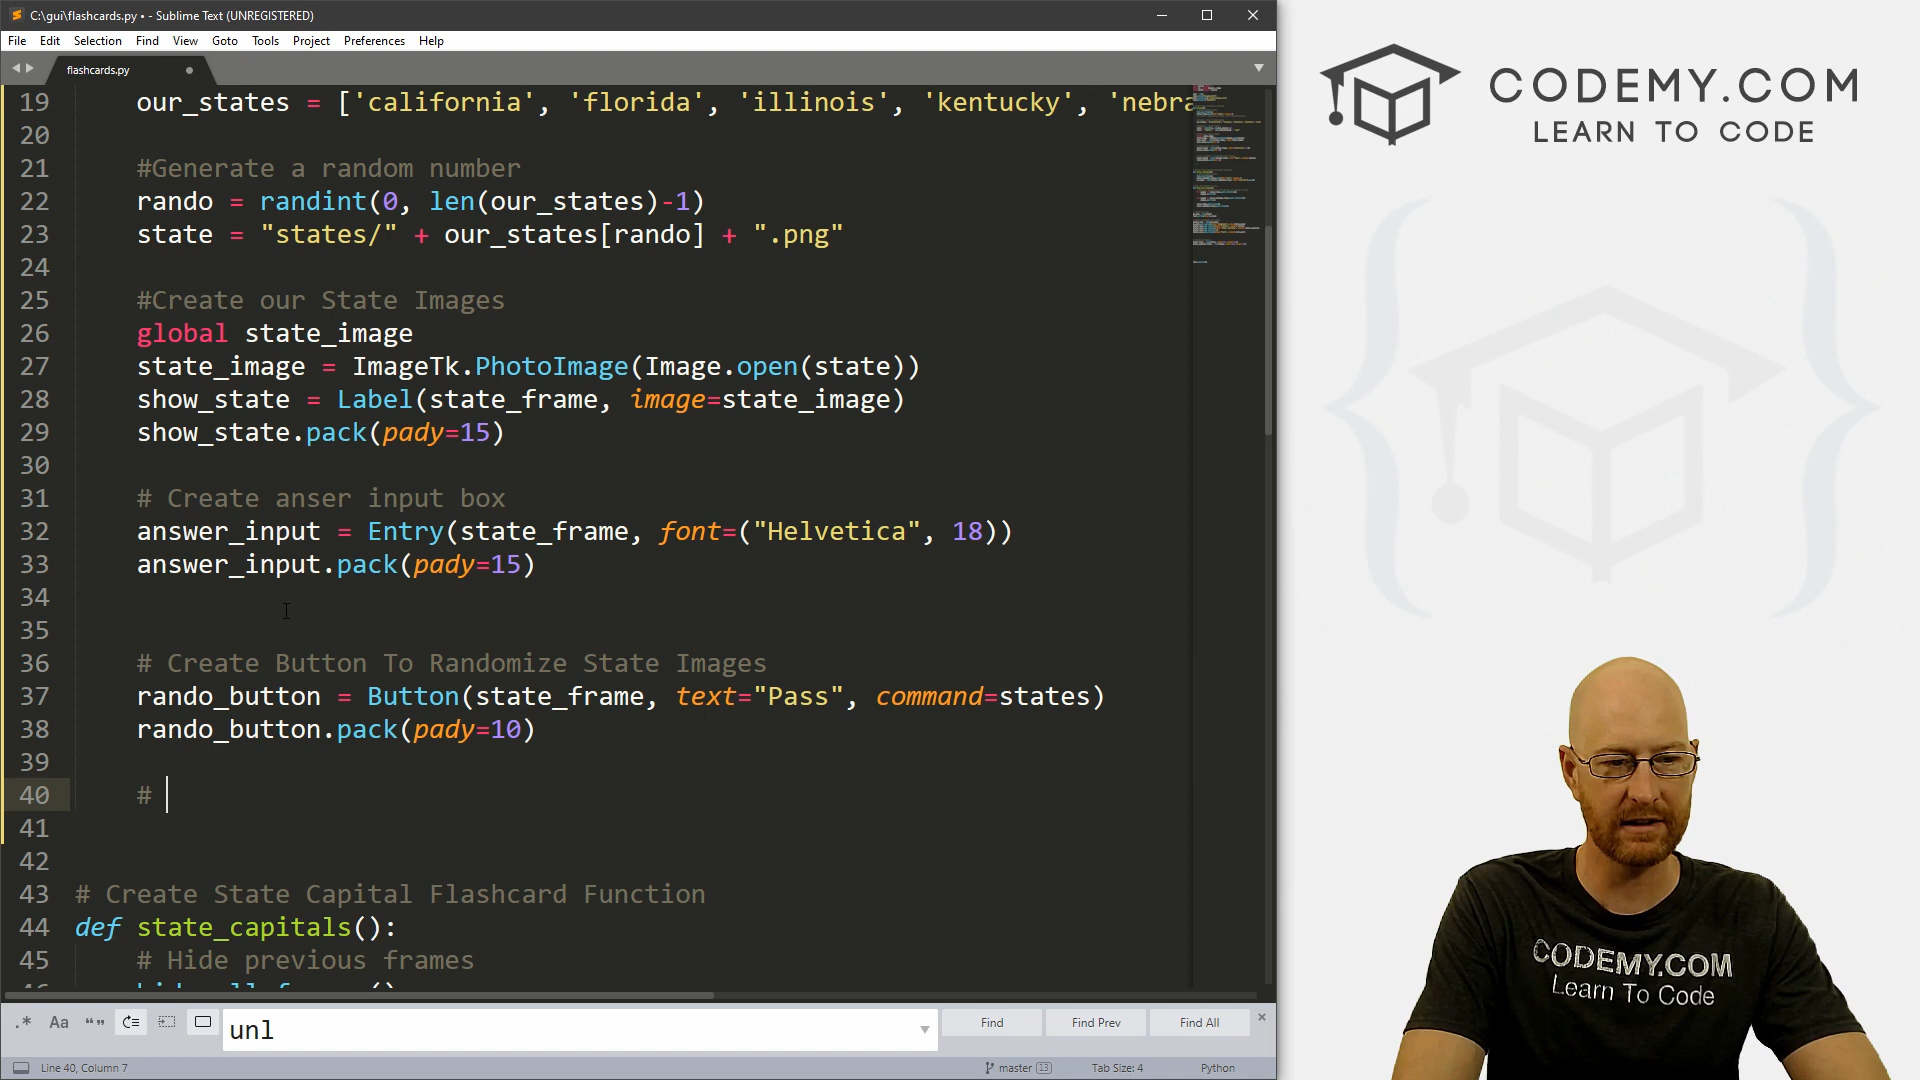 C:\gui\flashcards.py • - Sublime Text (UNREGISTERED)
File Edit Selection Find View Goto Tools Project Preferences Help
flashcards.py
19 our_states = ['california', 'florida', 'illinois', 'kentucky', 'nebra
20
21 #Generate a random number
22 rando = randint(0, len(our_states)-1)
23 state = "states/" + our_states[rando] + ".png"
24
25 #Create our State Images
26 global state_image
27 state_image = ImageTk.PhotoImage(Image.open(state))
28 show_state = Label(state_frame, image=state_image)
29 show_state.pack(pady=15)
30
31 # Create anser input box
32 answer_input = Entry(state_frame, font=("Helvetica", 18))
33 answer_input.pack(pady=15)
34
35
36 # Create Button To Randomize State Images
37 rando_button = Button(state_frame, text="Pass", command=states)
38 rando_button.pack(pady=10)
39
40 #
41
42
43 # Create State Capital Flashcard Function
44 def state_capitals():
45 # Hide previous frames
.* Aa “” unl Find Find Prev Find All
Line 40, Column 7 master 13 Tab Size: 4 Python
CODEMY.COM
LEARN TO CODE
CODEMY.COM
Learn To Code